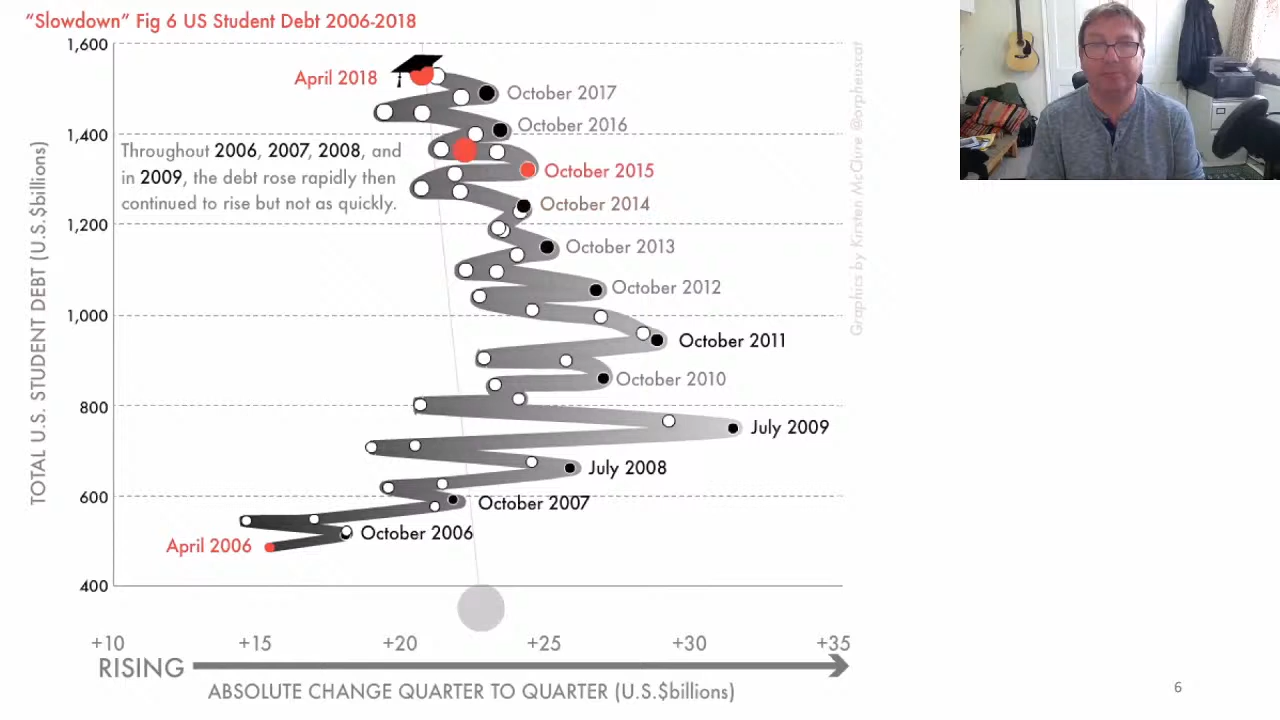 “Slowdown” Fig 6 US Student Debt 2006-2018
1,600
April 2018
October 2017
October 2016
1,400
Throughout 2006, 2007, 2008, and
in 2009, the debt rose rapidly then
continued to rise but not as quickly.
October 2015
October 2014
1,200
October 2013
October 2012
1,000
October 2011
October 2010
800
July 2009
July 2008
600
October 2007
October 2006
April 2006
400
TOTAL U.S. STUDENT DEBT (U.S.$billions)
Graphics by Kirsten McClure @orpheuscat
+10 +15 +20 +25 +30 +35
RISING
ABSOLUTE CHANGE QUARTER TO QUARTER (U.S.$billions)
6